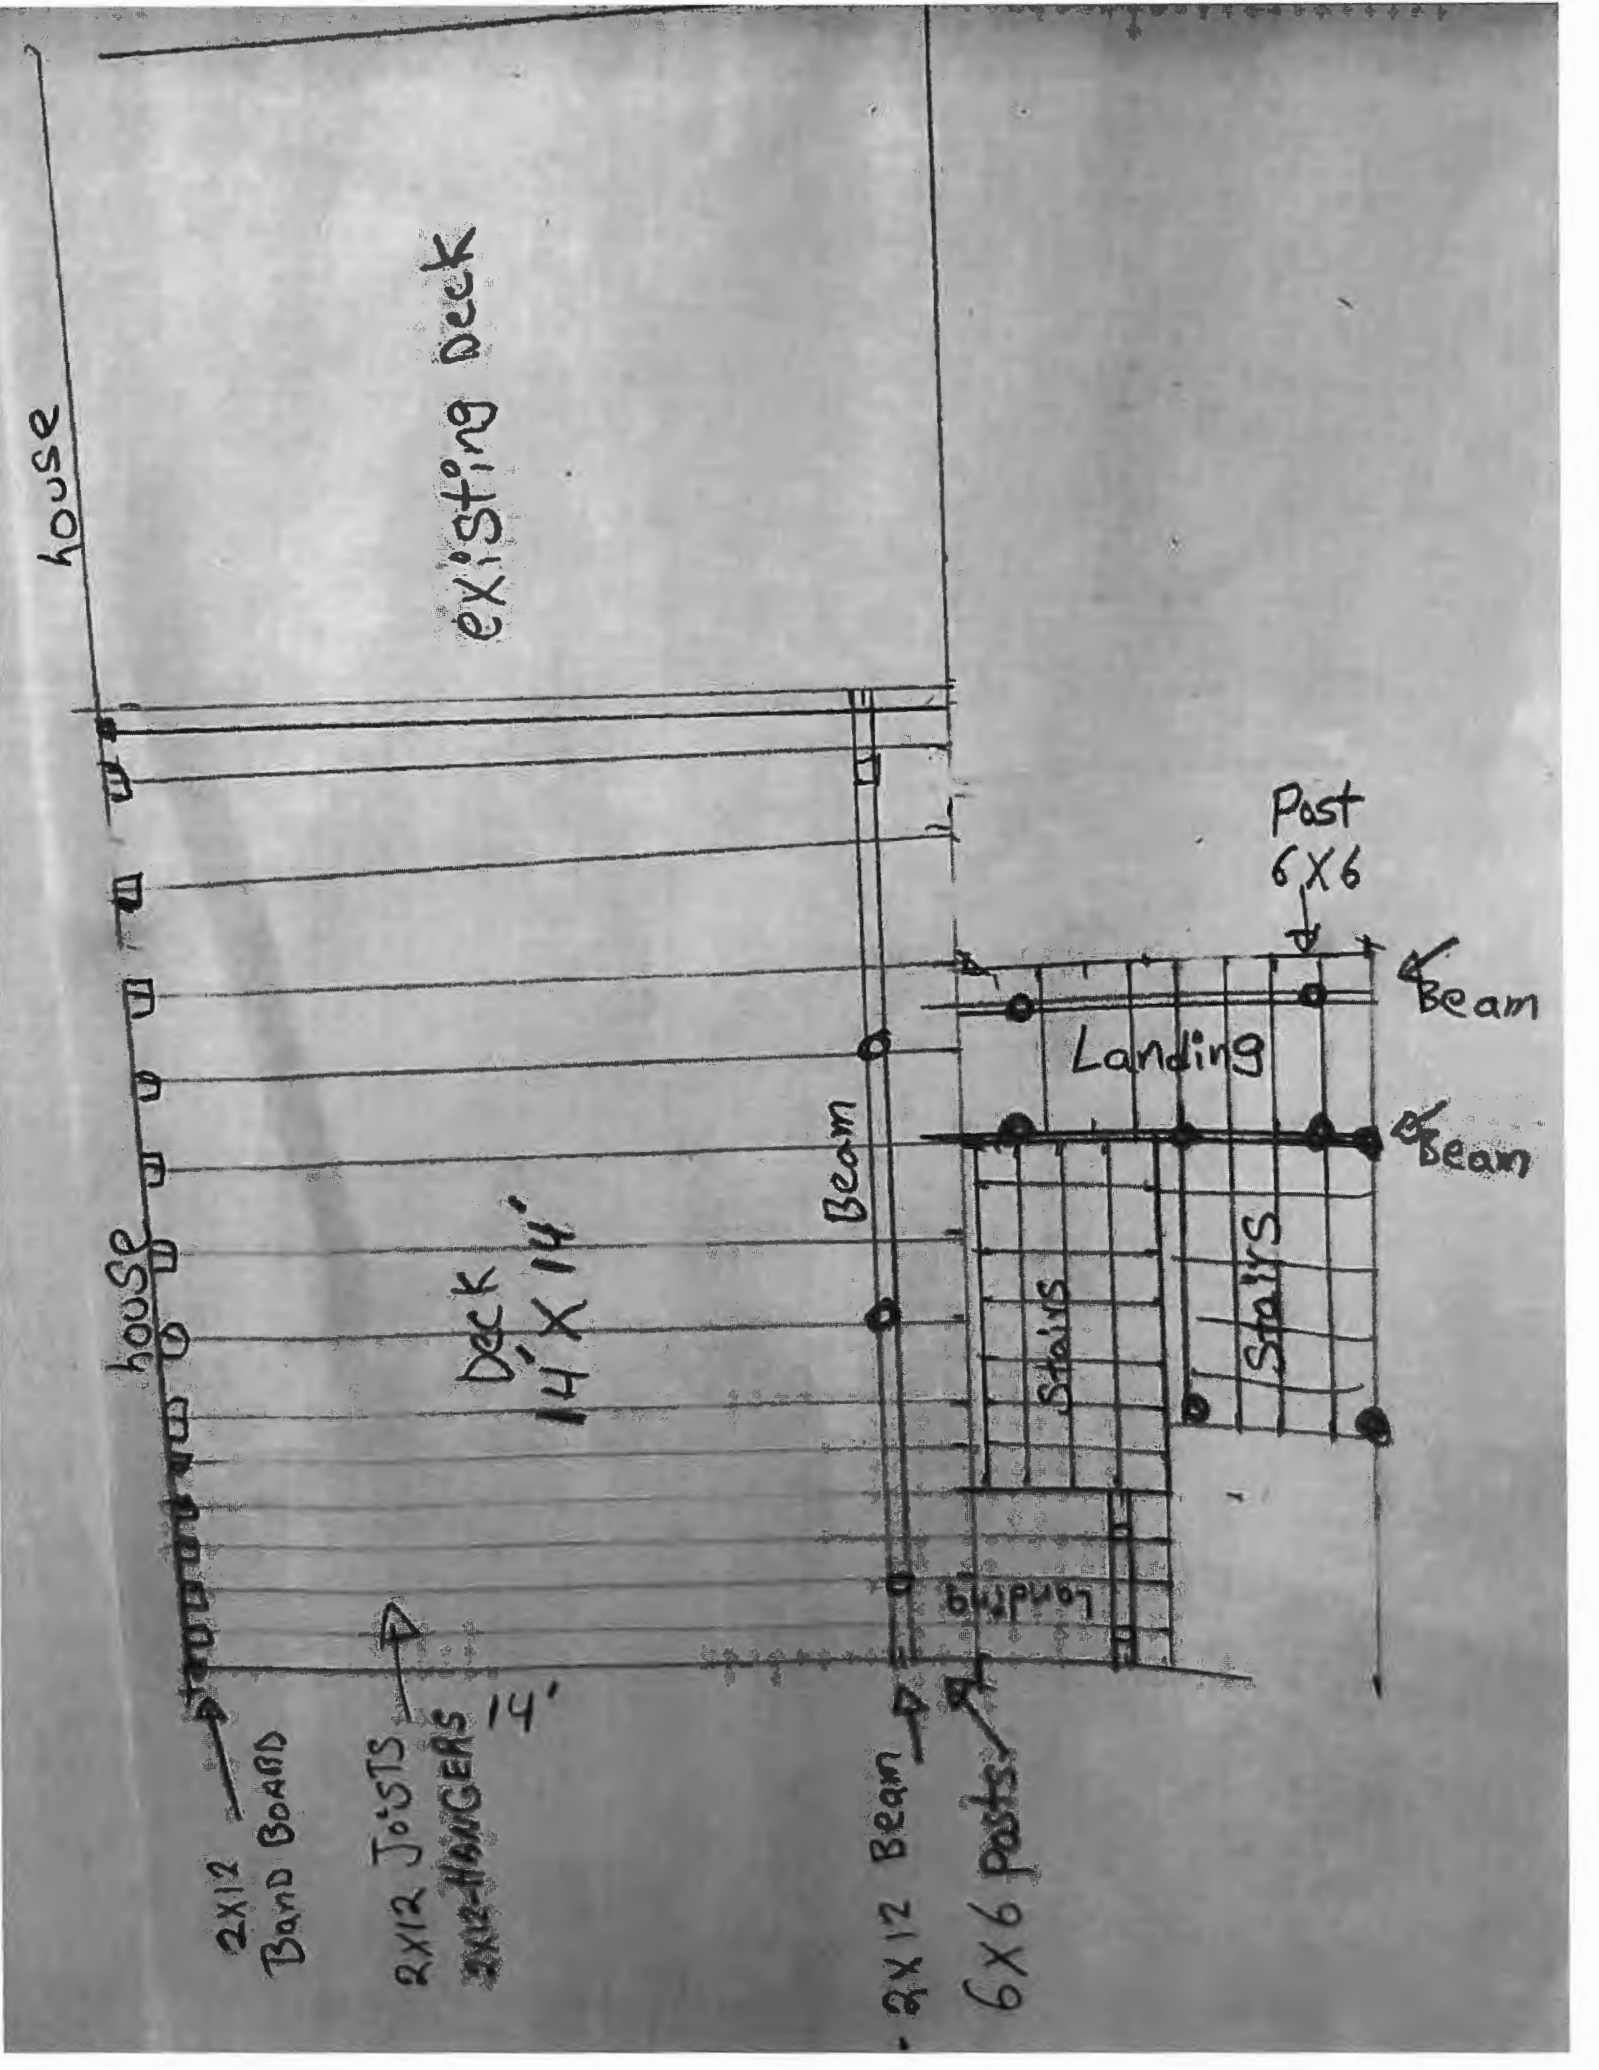 house
existing Deck
Post
6X6
Beam
Landing
Beam
Beam
house
Deck
14' X 14'
Stairs
Stairs
Landing
14'
2X12
Band BOARD
2X12 JoiSTS
2X12-HANGERS
2X12 Beam
6X6 Posts